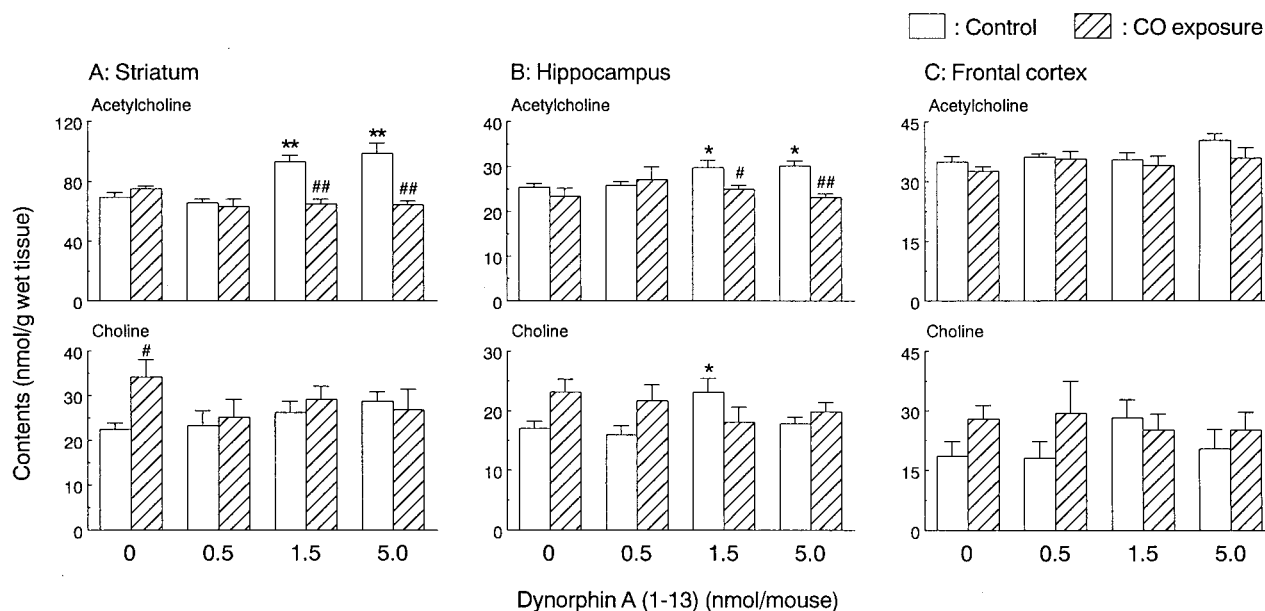 : Control : CO exposure
A: Striatum
B: Hippocampus
C: Frontal cortex
Acetylcholine
Acetylcholine
Acetylcholine
Contents (nmol/g wet tissue)
120
80
60
40
0
** ** ## ##
40
30
20
10
0
* # * ##
45
30
15
0
Choline
Choline
Choline
40
30
20
10
0
#
0 0.5 1.5 5.0
30
20
10
0
*
0 0.5 1.5 5.0
45
30
15
0
0 0.5 1.5 5.0
Dynorphin A (1-13) (nmol/mouse)